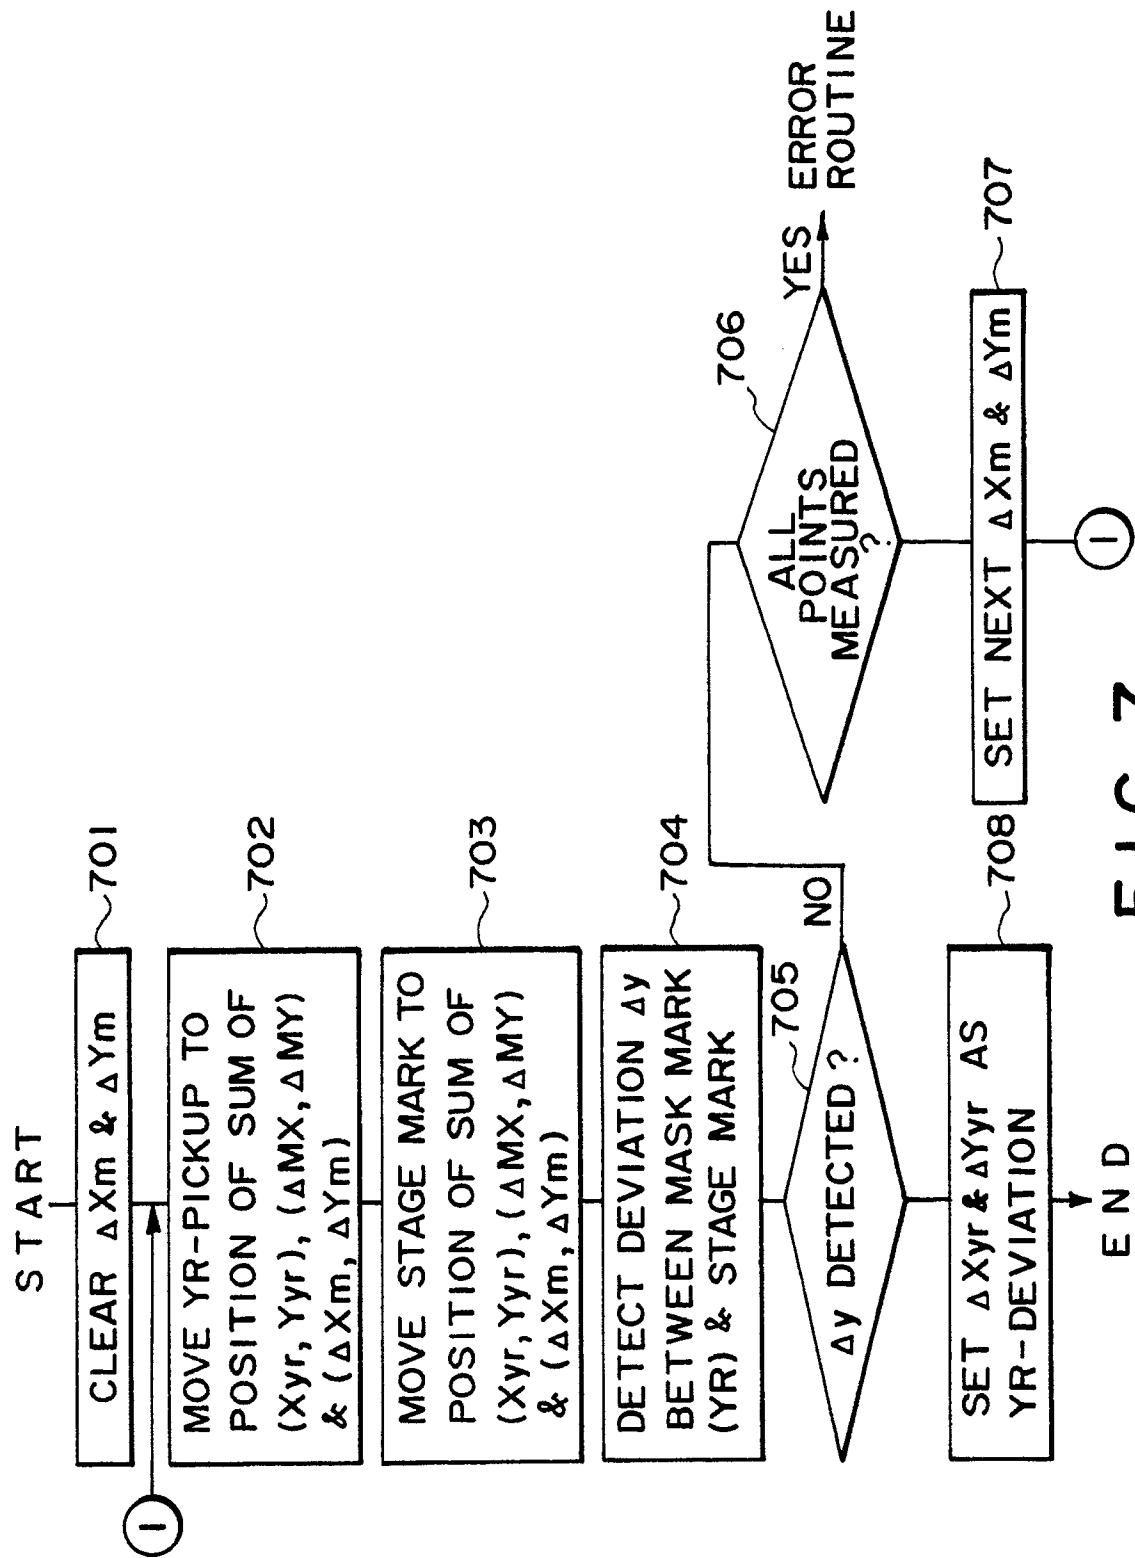 START
CLEAR ΔXm & ΔYm
701
1
MOVE YR-PICKUP TO
POSITION OF SUM OF
(Xyr, Yyr), (ΔMX, ΔMY)
& (ΔXm, ΔYm)
702
MOVE STAGE MARK TO
POSITION OF SUM OF
(Xyr, Yyr), (ΔMX, ΔMY)
& (ΔXm, ΔYm)
703
DETECT DEVIATION Δy
BETWEEN MASK MARK
(YR) & STAGE MARK
704
Δy DETECTED?
705
NO
ALL
POINTS
MEASURED
?
706
YES
ERROR
ROUTINE
SET NEXT ΔXm & ΔYm
707
1
SET ΔXyr & ΔYyr AS
YR-DEVIATION
708
END
FIG. 7